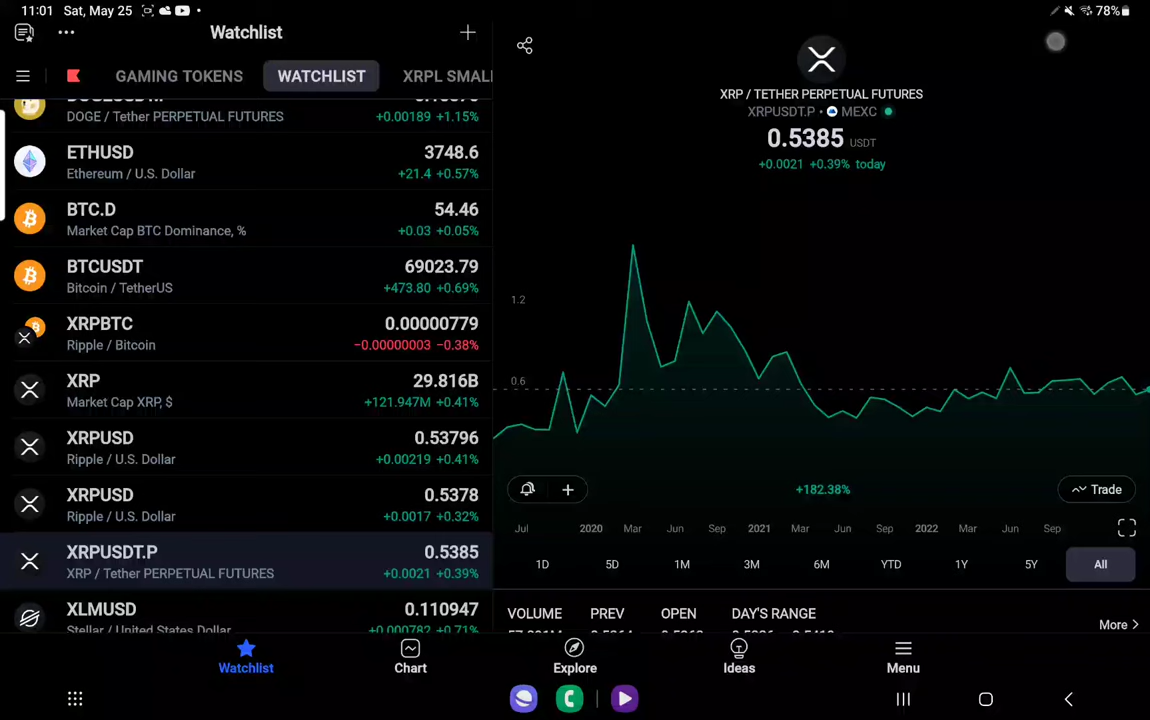 11:01 Sat, May 25
78%
Watchlist
GAMING TOKENS
WATCHLIST
XRPL SMAL
DOGE / Tether PERPETUAL FUTURES
+0.00189 +1.15%
ETHUSD
3748.6
Ethereum / U.S. Dollar
+21.4 +0.57%
BTC.D
54.46
Market Cap BTC Dominance, %
+0.03 +0.05%
BTCUSDT
69023.79
Bitcoin / TetherUS
+473.80 +0.69%
XRPBTC
0.00000779
Ripple / Bitcoin
−0.00000003 −0.38%
XRP
29.816B
Market Cap XRP, $
+121.947M +0.41%
XRPUSD
0.53796
Ripple / U.S. Dollar
+0.00219 +0.41%
XRPUSD
0.5378
Ripple / U.S. Dollar
+0.0017 +0.32%
XRPUSDT.P
0.5385
XRP / Tether PERPETUAL FUTURES
+0.0021 +0.39%
XLMUSD
0.110947
Stellar / United States Dollar
+0.000782 +0.71%
XRP / TETHER PERPETUAL FUTURES
XRPUSDT.P • MEXC
0.5385 USDT
+0.0021 +0.39% today
1.2
0.6
+182.38%
Trade
Jul 2020 Mar Jun Sep 2021 Mar Jun Sep 2022 Mar Jun Sep
1D 5D 1M 3M 6M YTD 1Y 5Y All
VOLUME PREV OPEN DAY'S RANGE
More
Watchlist
Chart
Explore
Ideas
Menu